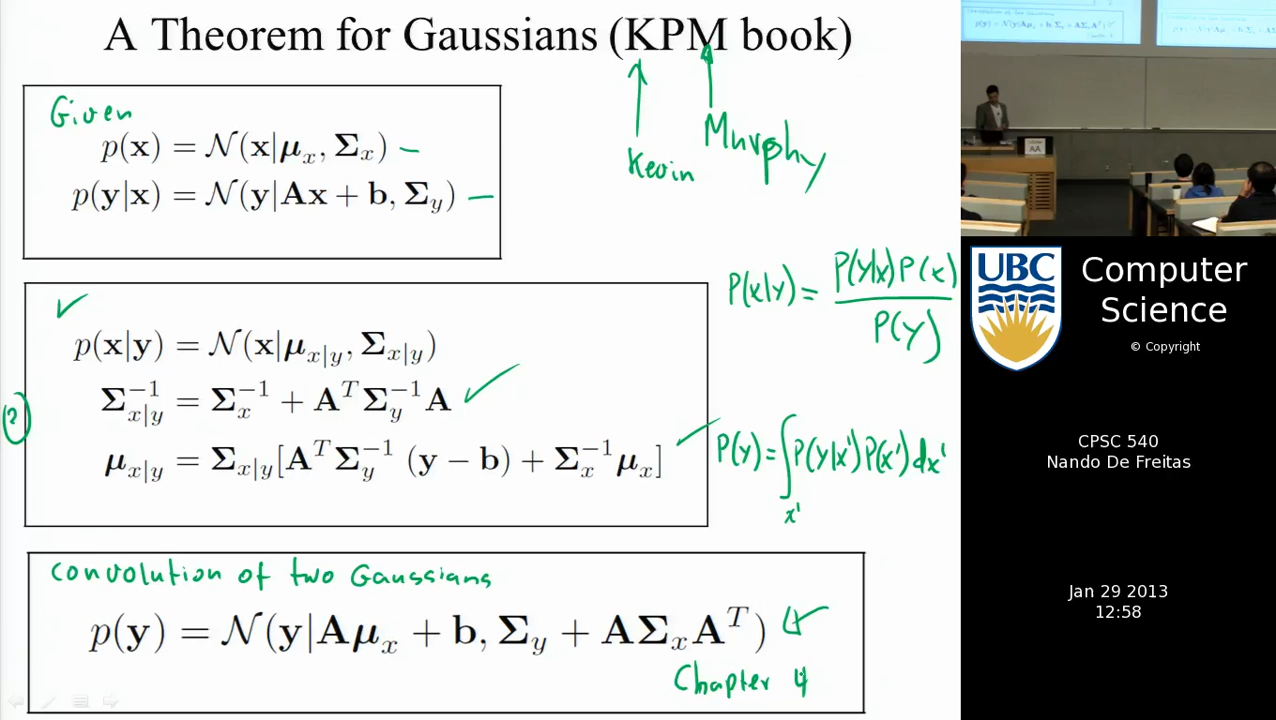 A Theorem for Gaussians (KPM book)
Given
p(x) = 𝒩(x|μ_x, Σ_x) –
p(y|x) = 𝒩(y|Ax + b, Σ_y) –
Kevin
Murphy
P(x|y) = P(y|x)P(x) / P(y)
✓
p(x|y) = 𝒩(x|μ_{x|y}, Σ_{x|y})
Σ_{x|y}^{-1} = Σ_x^{-1} + A^T Σ_y^{-1} A ✓
μ_{x|y} = Σ_{x|y}[A^T Σ_y^{-1} (y − b) + Σ_x^{-1} μ_x] ✓
P(y) = ∫_{x'} P(y|x')P(x')dx'
Convolution of two Gaussians
p(y) = 𝒩(y|Aμ_x + b, Σ_y + AΣ_xA^T)
Chapter 4
AA
UBC
Computer
Science
© Copyright
CPSC 540
Nando De Freitas
Jan 29 2013
12:58